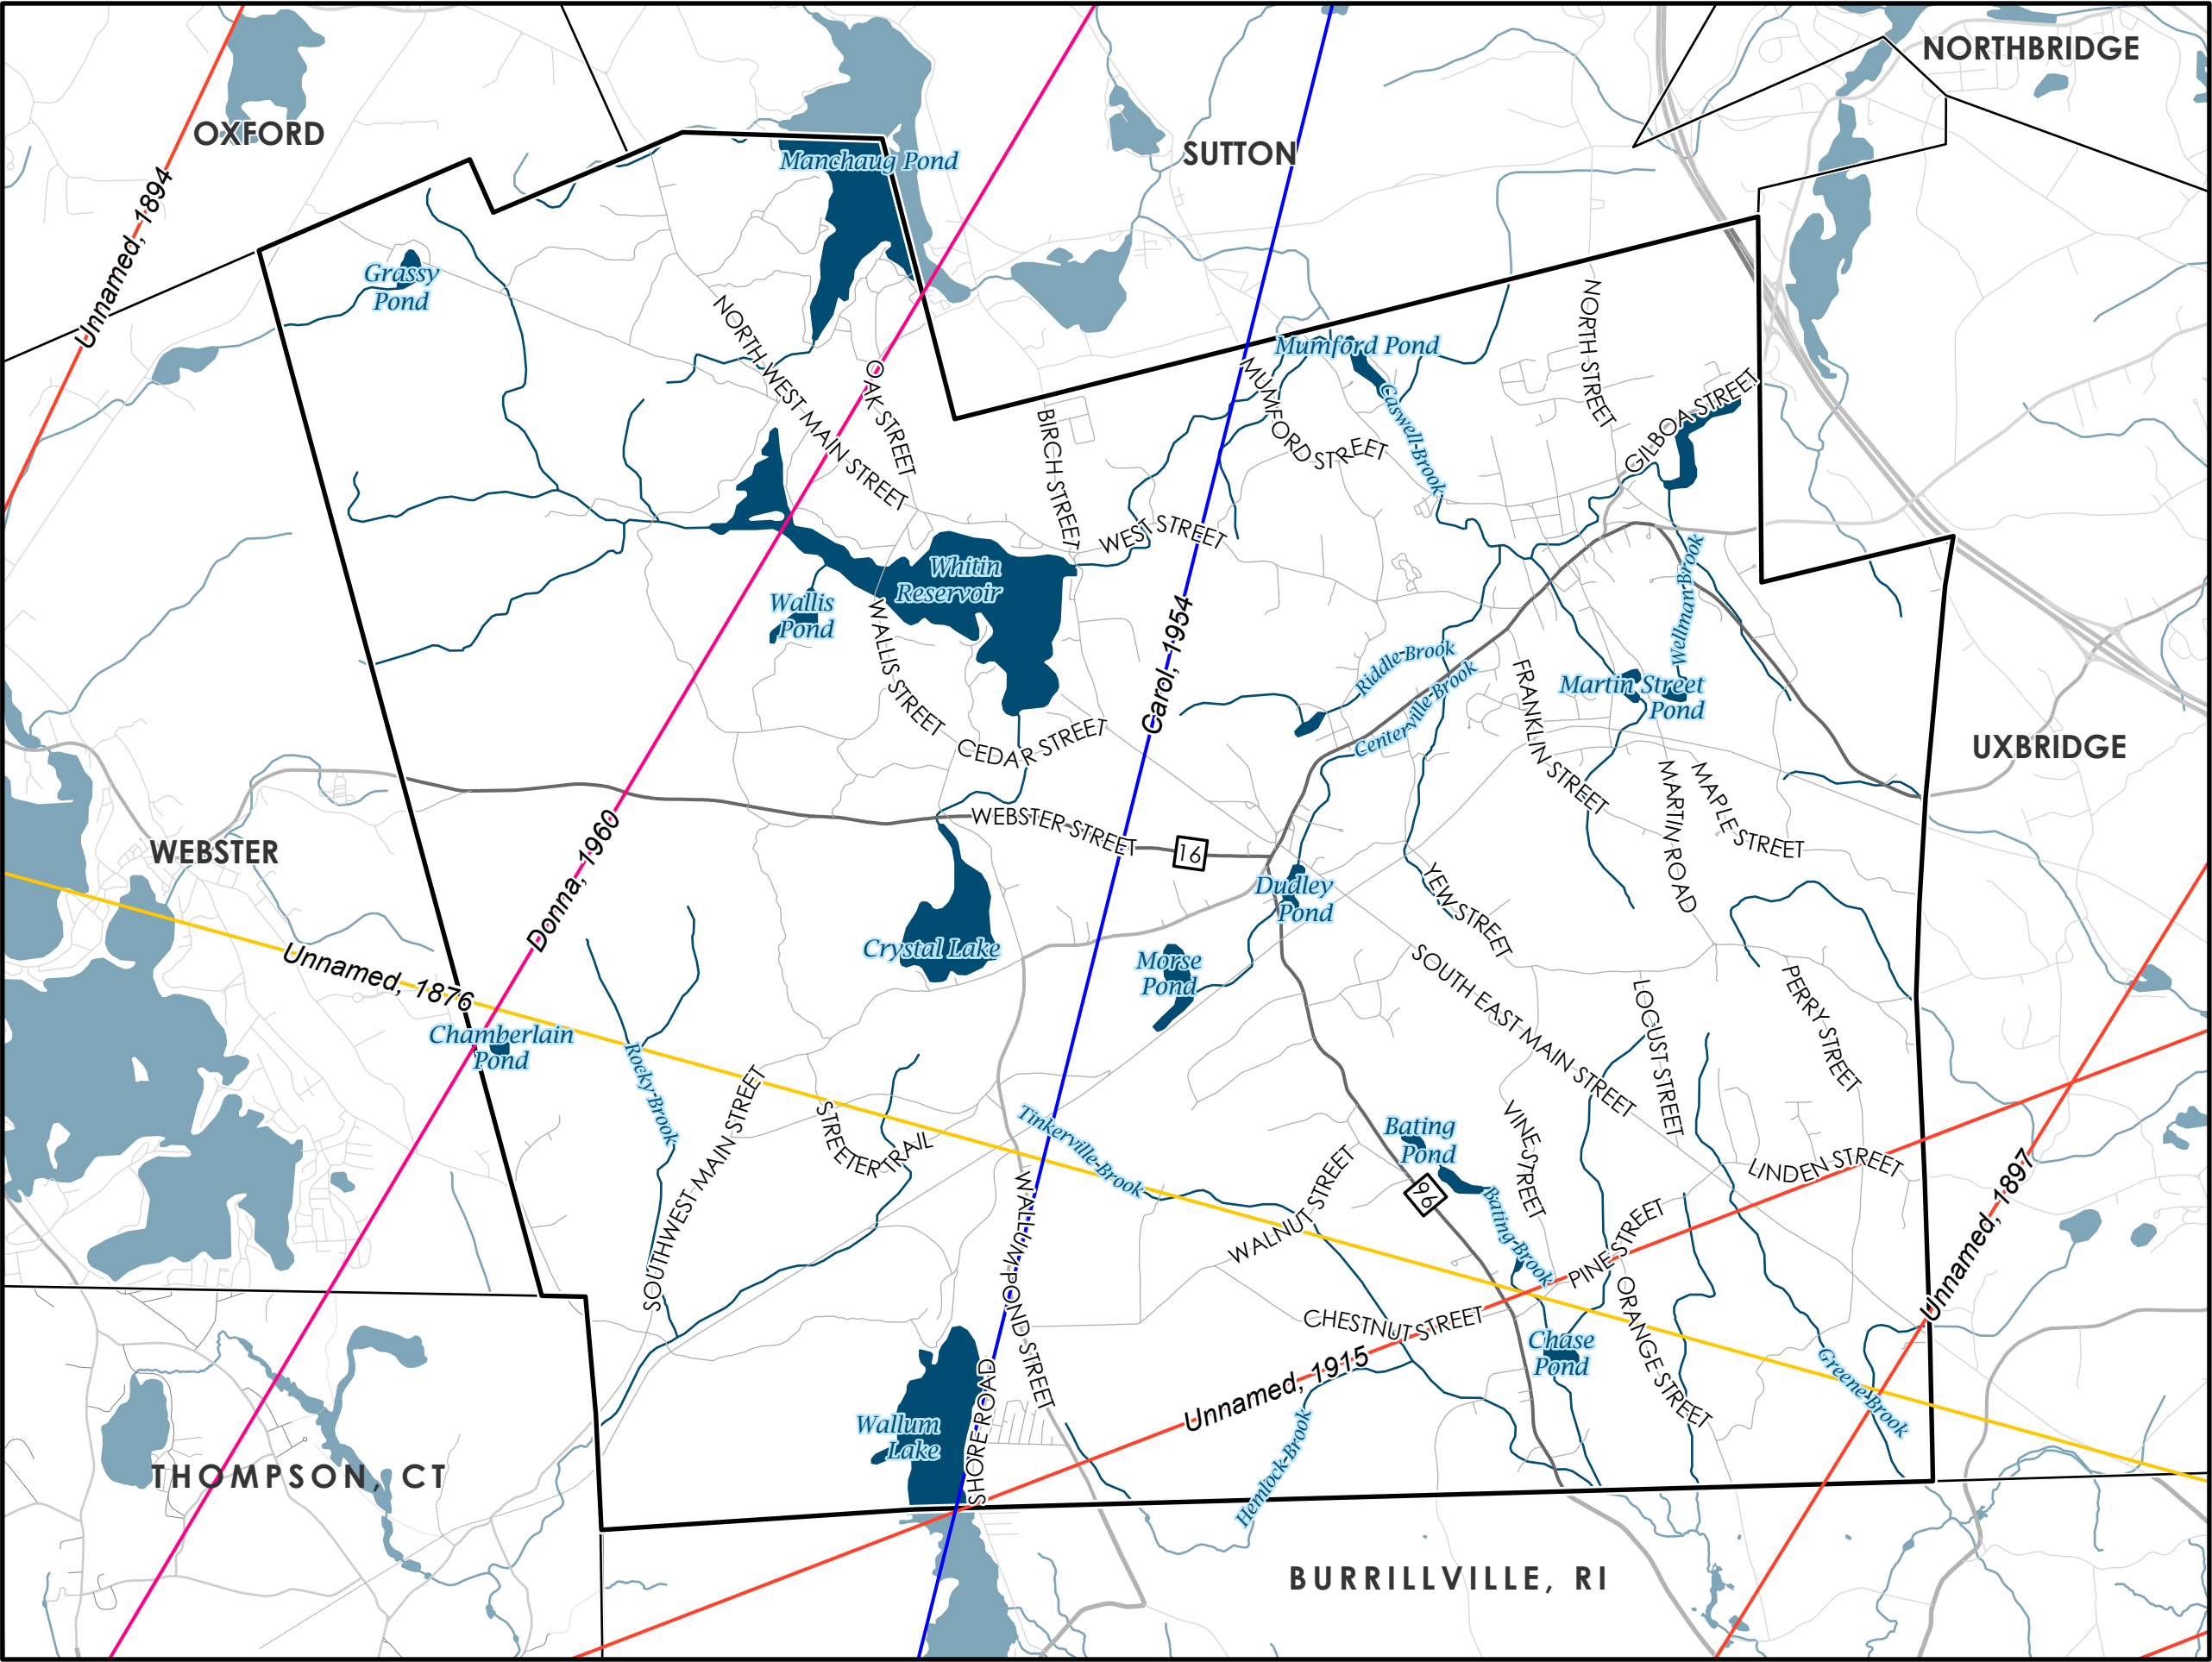 NORTHBRIDGE
OXFORD
SUTTON
Manchaug Pond
Unnamed, 1894
Grassy
Pond
NORTH WEST MAIN STREET
OAK STREET
BIRCH STREET
Mumford Pond
MUMFORD STREET
Caswell Brook
NORTH STREET
GILBOA STREET
WEST STREET
Whitin
Reservoir
Wallis
Pond
WALLIS STREET
Carol, 1954
Riddle Brook
Centerville Brook
Wellman Brook
Martin Street
Pond
FRANKLIN STREET
CEDAR STREET
UXBRIDGE
MARTIN ROAD
MAPLE STREET
WEBSTER STREET
16
WEBSTER
Donna, 1960
Dudley
Pond
YEW STREET
Crystal Lake
Morse
Pond
Unnamed, 1876
SOUTH EAST MAIN STREET
LOCUST STREET
PERRY STREET
Chamberlain
Pond
Rocky Brook
SOUTHWEST MAIN STREET
STREETER TRAIL
Tinkerville Brook
Bating
Pond
VINE STREET
LINDEN STREET
96
WALLUM POND STREET
WALNUT STREET
Bating Brook
PINE STREET
Unnamed, 1897
CHESTNUT STREET
ORANGE STREET
Chase
Pond
Greene Brook
Unnamed, 1915
Wallum
Lake
SHORE ROAD
Hemlock Brook
THOMPSON, CT
BURRILLVILLE, RI